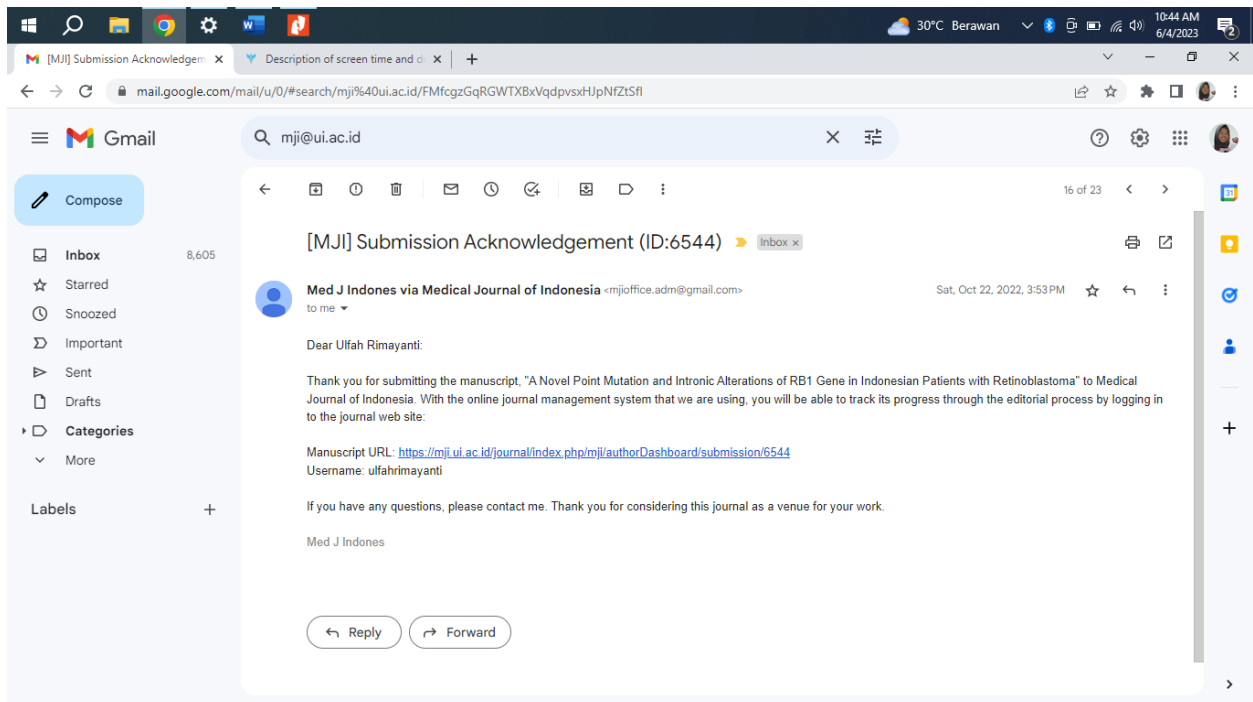 30°C Berawan
10:44 AM
6/4/2023
2
[MJI] Submission Acknowledgem
Description of screen time and d
mail.google.com/mail/u/0/#search/mji%40ui.ac.id/FMfcgzGqRGWTXBxVqdpvsxHJpNfZtSfl
Gmail
mji@ui.ac.id
Compose
16 of 23
31
Inbox 8,605
Starred
Snoozed
Important
Sent
Drafts
Categories
More
Labels
[MJI] Submission Acknowledgement (ID:6544)
Inbox ×
Med J Indones via Medical Journal of Indonesia <mjioffice.adm@gmail.com>
Sat, Oct 22, 2022, 3:53 PM
to me
Dear Ulfah Rimayanti:
Thank you for submitting the manuscript, "A Novel Point Mutation and Intronic Alterations of RB1 Gene in Indonesian Patients with Retinoblastoma" to Medical
Journal of Indonesia. With the online journal management system that we are using, you will be able to track its progress through the editorial process by logging in
to the journal web site:
Manuscript URL: https://mji.ui.ac.id/journal/index.php/mji/authorDashboard/submission/6544
Username: ulfahrimayanti
If you have any questions, please contact me. Thank you for considering this journal as a venue for your work.
Med J Indones
Reply
Forward